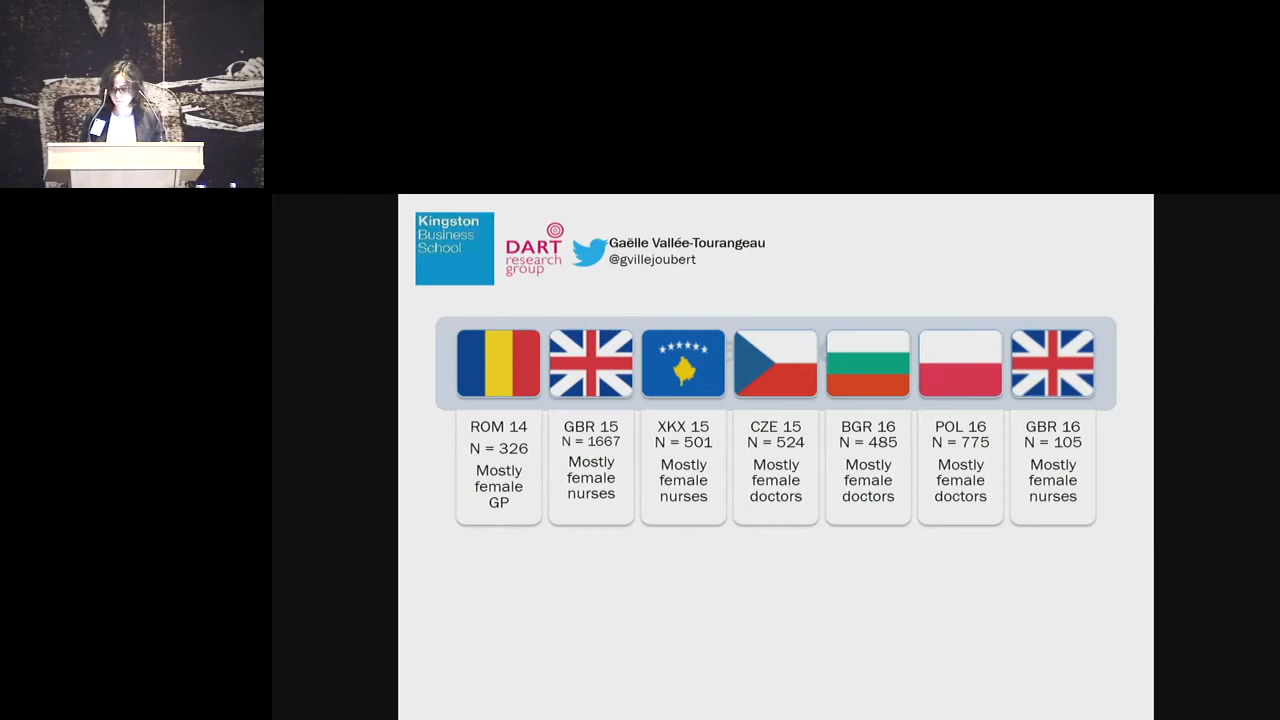 Kingston
Business
School
DART
research
group
Gaëlle Vallée-Tourangeau
@gvillejoubert
ROM 14
N = 326
Mostly
female
GP
GBR 15
N = 1667
Mostly
female
nurses
XKX 15
N = 501
Mostly
female
nurses
CZE 15
N = 524
Mostly
female
doctors
BGR 16
N = 485
Mostly
female
doctors
POL 16
N = 775
Mostly
female
doctors
GBR 16
N = 105
Mostly
female
nurses